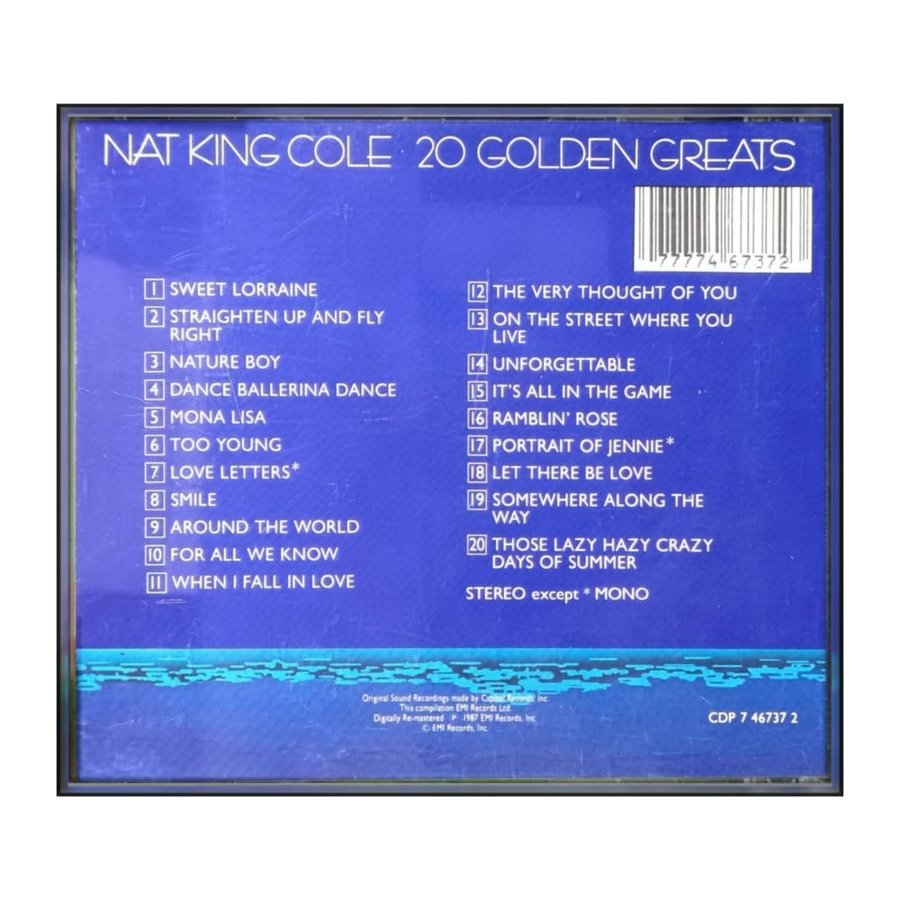 NAT KING COLE 20 GOLDEN GREATS
77774 67372
1 SWEET LORRAINE
2 STRAIGHTEN UP AND FLY
RIGHT
3 NATURE BOY
4 DANCE BALLERINA DANCE
5 MONA LISA
6 TOO YOUNG
7 LOVE LETTERS*
8 SMILE
9 AROUND THE WORLD
10 FOR ALL WE KNOW
11 WHEN I FALL IN LOVE
12 THE VERY THOUGHT OF YOU
13 ON THE STREET WHERE YOU
LIVE
14 UNFORGETTABLE
15 IT'S ALL IN THE GAME
16 RAMBLIN' ROSE
17 PORTRAIT OF JENNIE*
18 LET THERE BE LOVE
19 SOMEWHERE ALONG THE
WAY
20 THOSE LAZY HAZY CRAZY
DAYS OF SUMMER
STEREO except * MONO
Original Sound Recordings made by Capitol Records, Inc.
This compilation EMI Records Ltd.
Digitally Re-mastered ℗ 1987 EMI Records, Inc.
© EMI Records, Inc.
CDP 7 46737 2